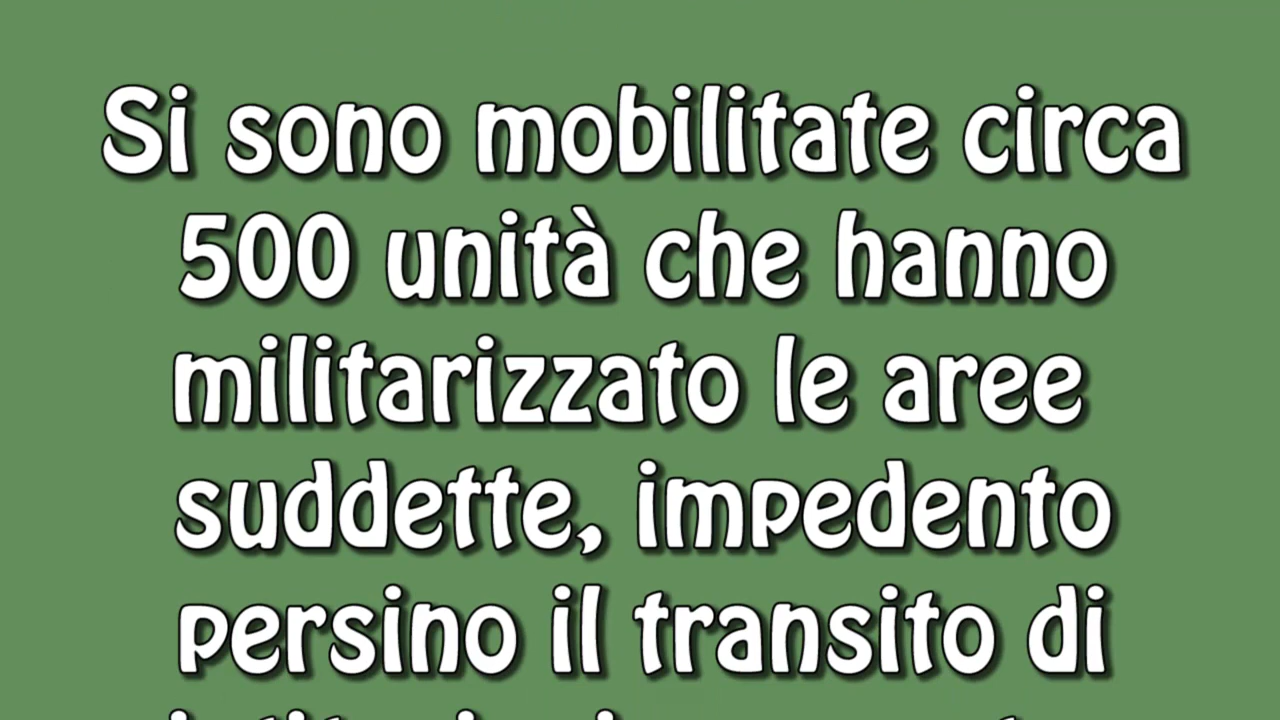 Si sono mobilitate circa
500 unità che hanno
militarizzato le aree
suddette, impedento
persino il transito di